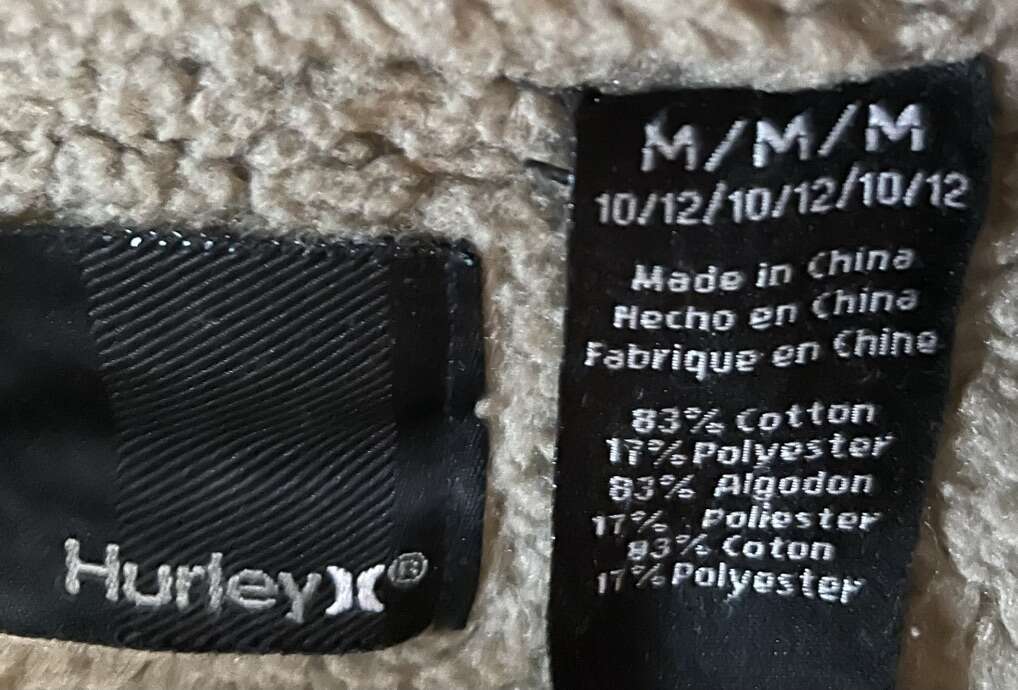 Hurley)(®
M/M/M
10/12/10/12/10/12
Made in China
Hecho en China
Fabrique en Chine
83% Cotton
17% Polyester
83% Algodon
17% Poliester
83% Coton
17% Polyester